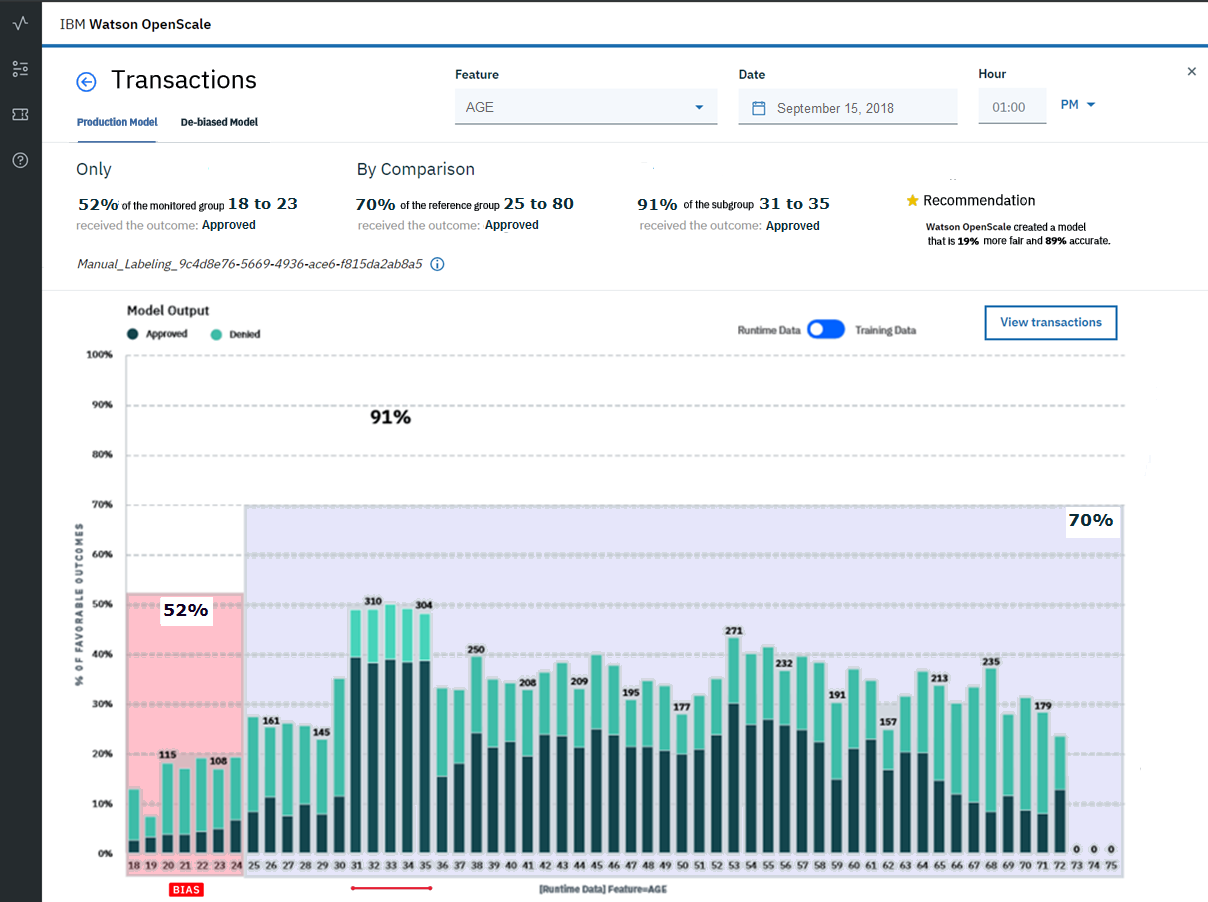 IBM Watson OpenScale
Transactions
Production Model De-biased Model
Feature
AGE
Date
September 15, 2018
Hour
01:00 PM
Only
52% of the monitored group 18 to 23
received the outcome: Approved
By Comparison
70% of the reference group 25 to 80
received the outcome: Approved
91% of the subgroup 31 to 35
received the outcome: Approved
Recommendation
Watson OpenScale created a model
that is 19% more fair and 89% accurate.
Manual_Labeling_9c4d8e76-5669-4936-ace6-f815da2ab8a5
Model Output
Approved Denied
Runtime Data Training Data
View transactions
% OF FAVORABLE OUTCOMES
100%
90%
80%
70%
60%
50%
40%
30%
20%
10%
0%
91%
70%
52%
115 108 161 145 310 304 250 208 209 195 177 271 232 191 157 213 235 179 0 0 0
18 19 20 21 22 23 24 25 26 27 28 29 30 31 32 33 34 35 36 37 38 39 40 41 42 43 44 45 46 47 48 49 50 51 52 53 54 55 56 57 58 59 60 61 62 63 64 65 66 67 68 69 70 71 72 73 74 75
BIAS
[Runtime Data] Feature=AGE